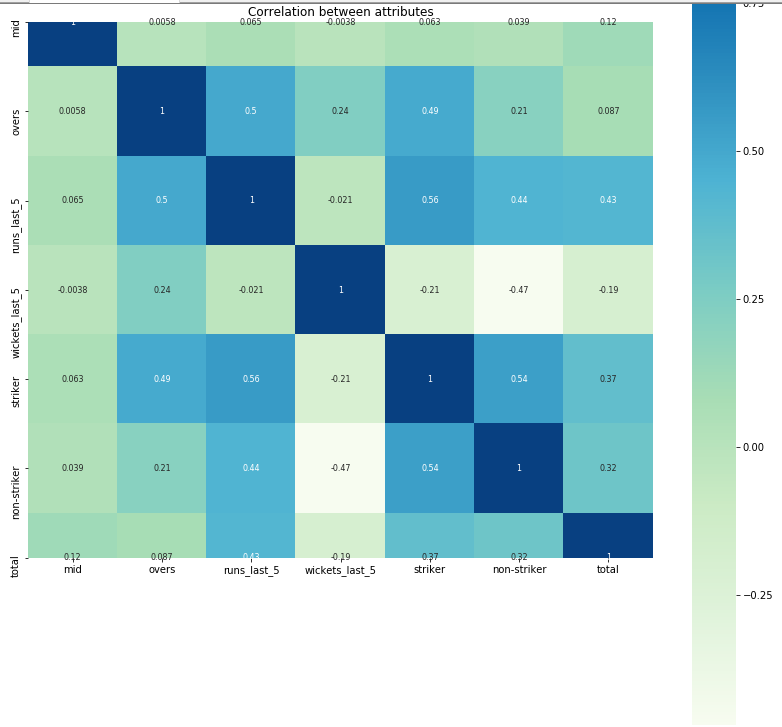 Correlation between attributes
mid 1 0.0058 0.065 -0.0038 0.063 0.039 0.12
overs 0.0058 1 0.5 0.24 0.49 0.21 0.087
runs_last_5 0.065 0.5 1 -0.021 0.56 0.44 0.43
wickets_last_5 -0.0038 0.24 -0.021 1 -0.21 -0.47 -0.19
striker 0.063 0.49 0.56 -0.21 1 0.54 0.37
non-striker 0.039 0.21 0.44 -0.47 0.54 1 0.32
total 0.12 0.087 0.43 -0.19 0.37 0.32 1
mid overs runs_last_5 wickets_last_5 striker non-striker total
0.75
0.50
0.25
0.00
−0.25